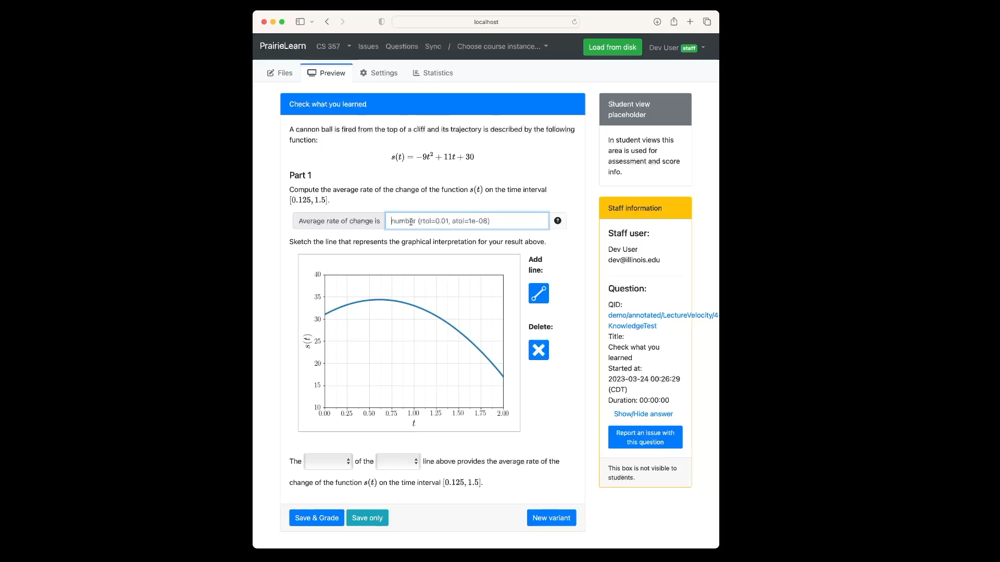 localhost
PrairieLearn CS 357 Issues Questions Sync / Choose course instance... Load from disk Dev User staff
Files Preview Settings Statistics
Check what you learned
A cannon ball is fired from the top of a cliff and its trajectory is described by the following
function:
s(t) = −9t² + 11t + 30
Part 1
Compute the average rate of the change of the function s(t) on the time interval
[0.125, 1.5].
Average rate of change is number (rtol=0.01, atol=1e-08) ?
Sketch the line that represents the graphical interpretation for your result above.
40
35
30
25
20
15
10
s(t)
0.00 0.25 0.50 0.75 1.00 1.25 1.50 1.75 2.00
t
Add
line:
Delete:
The of the line above provides the average rate of the
change of the function s(t) on the time interval [0.125, 1.5].
Save & Grade Save only New variant
Student view
placeholder
In student views this
area is used for
assessment and score
info.
Staff information
Staff user:
Dev User
dev@illinois.edu
Question:
QID:
demo/annotated/LectureVelocity/4-
KnowledgeTest
Title:
Check what you
learned
Started at:
2023-03-24 00:26:29
(CDT)
Duration: 00:00:00
Show/Hide answer
Report an issue with
this question
This box is not visible to
students.